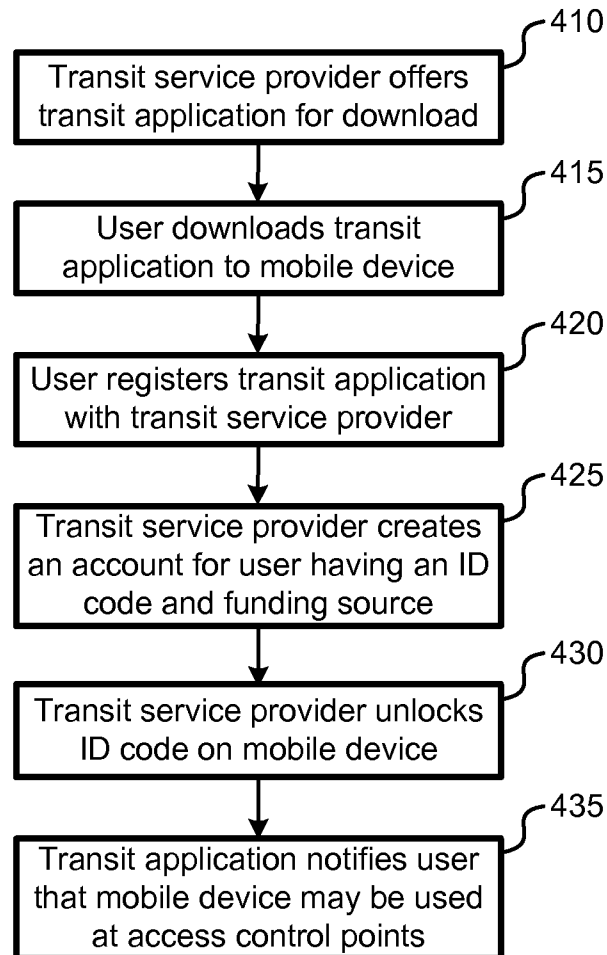 410
Transit service provider offers
transit application for download
415
User downloads transit
application to mobile device
420
User registers transit application
with transit service provider
425
Transit service provider creates
an account for user having an ID
code and funding source
430
Transit service provider unlocks
ID code on mobile device
435
Transit application notifies user
that mobile device may be used
at access control points